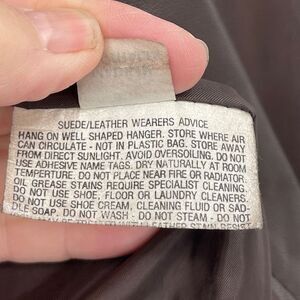 SUEDE/LEATHER WEARERS ADVICE
HANG ON WELL SHAPED HANGER. STORE WHERE AIR
CAN CIRCULATE - NOT IN PLASTIC BAG. STORE AWAY
FROM DIRECT SUNLIGHT. AVOID OVERSOILING. DO NOT
USE ADHESIVE NAME TAGS. DRY NATURALLY AT ROOM
TEMPERTURE. DO NOT PLACE NEAR FIRE OR RADIATOR.
OIL GREASE STAINS REQUIRE SPECIALIST CLEANING.
DO NOT USE SHOE, FLOOR OR LAUNDRY CLEANERS.
DO NOT USE SHOE CREAM, CLEANING FLUID OR SAD-
DLE SOAP. DO NOT WASH - DO NOT STEAM - DO NOT
LEATHER STAIN RESIST